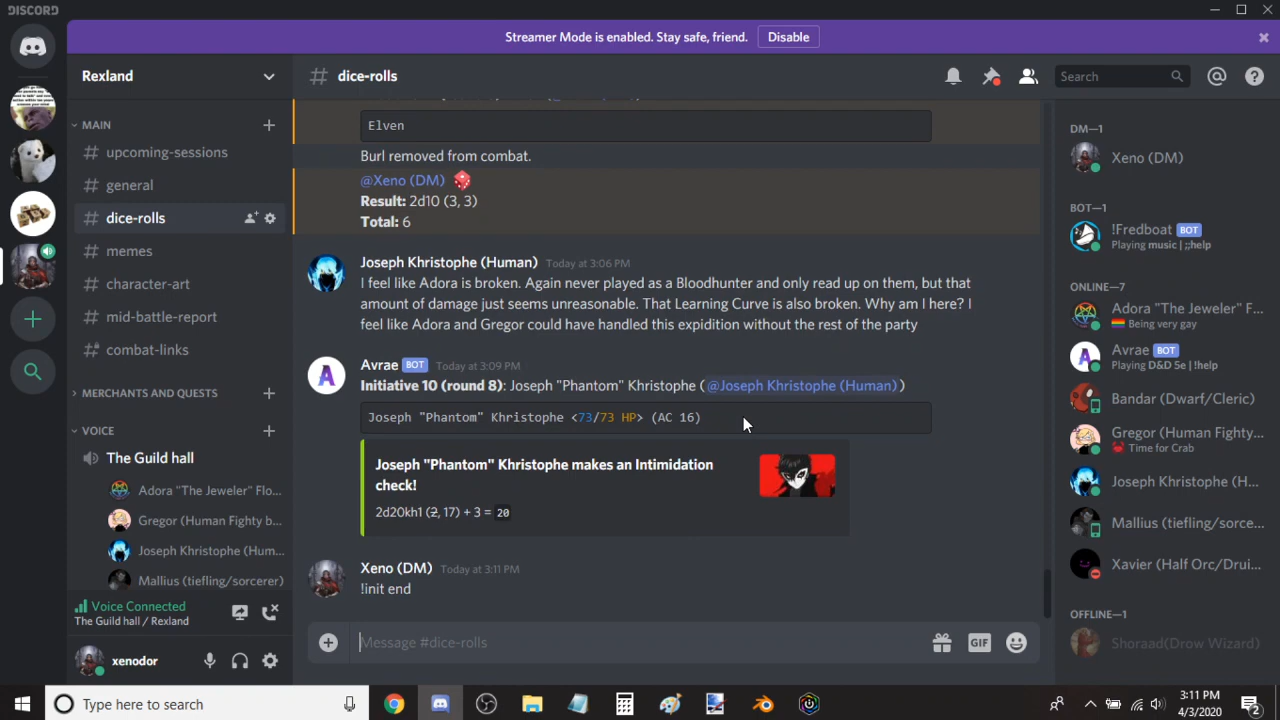 DISCORD
Streamer Mode is enabled. Stay safe, friend.
Disable
Rexland
dice-rolls
Search
MAIN
upcoming-sessions
general
dice-rolls
memes
character-art
mid-battle-report
combat-links
MERCHANTS AND QUESTS
VOICE
The Guild hall
Adora "The Jeweler" Flo...
Gregor (Human Fighty b...
Joseph Khristophe (Hum...
Mallius (tiefling/sorcerer)
Voice Connected
The Guild hall / Rexland
xenodor
Elven
Burl removed from combat.
@Xeno (DM)
Result: 2d10 (3, 3)
Total: 6
Joseph Khristophe (Human) Today at 3:06 PM
I feel like Adora is broken. Again never played as a Bloodhunter and only read up on them, but that
amount of damage just seems unreasonable. That Learning Curve is also broken. Why am I here? I
feel like Adora and Gregor could have handled this expidition without the rest of the party
Avrae BOT Today at 3:09 PM
Initiative 10 (round 8): Joseph "Phantom" Khristophe ( @Joseph Khristophe (Human) )
Joseph "Phantom" Khristophe <73/73 HP> (AC 16)
Joseph "Phantom" Khristophe makes an Intimidation
check!
2d20kh1 (2, 17) + 3 = 20
Xeno (DM) Today at 3:11 PM
!init end
Message #dice-rolls
GIF
DM—1
Xeno (DM)
BOT—1
!Fredboat BOT
Playing music | ;;help
ONLINE—7
Adora "The Jeweler" Flo...
Being very gay
Avrae BOT
Playing D&D 5e | !help
Bandar (Dwarf/Cleric)
Gregor (Human Fighty...
Time for Crab
Joseph Khristophe (H...
Mallius (tiefling/sorce...
Xavier (Half Orc/Drui...
OFFLINE—1
Shoraad(Drow Wizard)
Type here to search
3:11 PM
4/3/2020
2